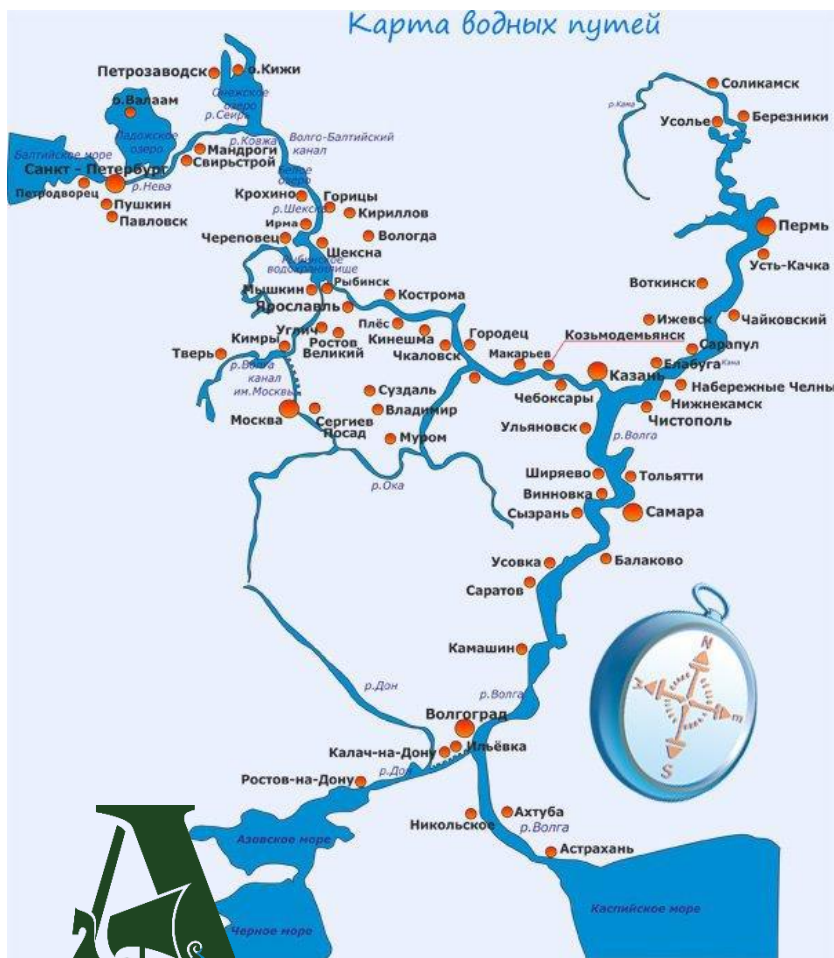 Карта водных путей
Петрозаводск
о.Кижи
Соликамск
Онежское
озеро
о.Валаам
р.Кама
Березники
р.Свирь
Усолье
Ладожское
озеро
р.Ковжа
Волго-Балтийский
канал
Балтийское море
Мандроги
Свирьстрой
Санкт - Петербург
Белое
озеро
р.Нева
Петродворец
Крохино
Горицы
Пушкин
р.Шексна
Кириллов
Павловск
Ирма
Пермь
Череповец
Вологда
Шексна
Усть-Качка
Рыбинское
водохранилище
Воткинск
Мышкин
Рыбинск
Кострома
Ярославль
Чайковский
Ижевск
Углич
Плёс
Городец
Козьмодемьянск
Ростов
Великий
Кинешма
Кимры
Чкаловск
Сарапул
Тверь
Макарьев
Елабуга
Кама
р.Волга
Казань
канал
им.Москвы
Суздаль
Чебоксары
Набережные Челны
Нижнекамск
Москва
Сергиев
Посад
Владимир
Чистополь
Ульяновск
Муром
р.Волга
р.Ока
Ширяево
Тольятти
Винновка
Сызрань
Самара
Усовка
Балаково
Саратов
Камашин
N
З
m
S
р.Дон
р.Волга
Волгоград
Ильёвка
Калач-на-Дону
р.Дон
Ростов-на-Дону
Ахтуба
Никольское
р.Волга
Азовское море
Астрахань
Каспийское море
Черное море